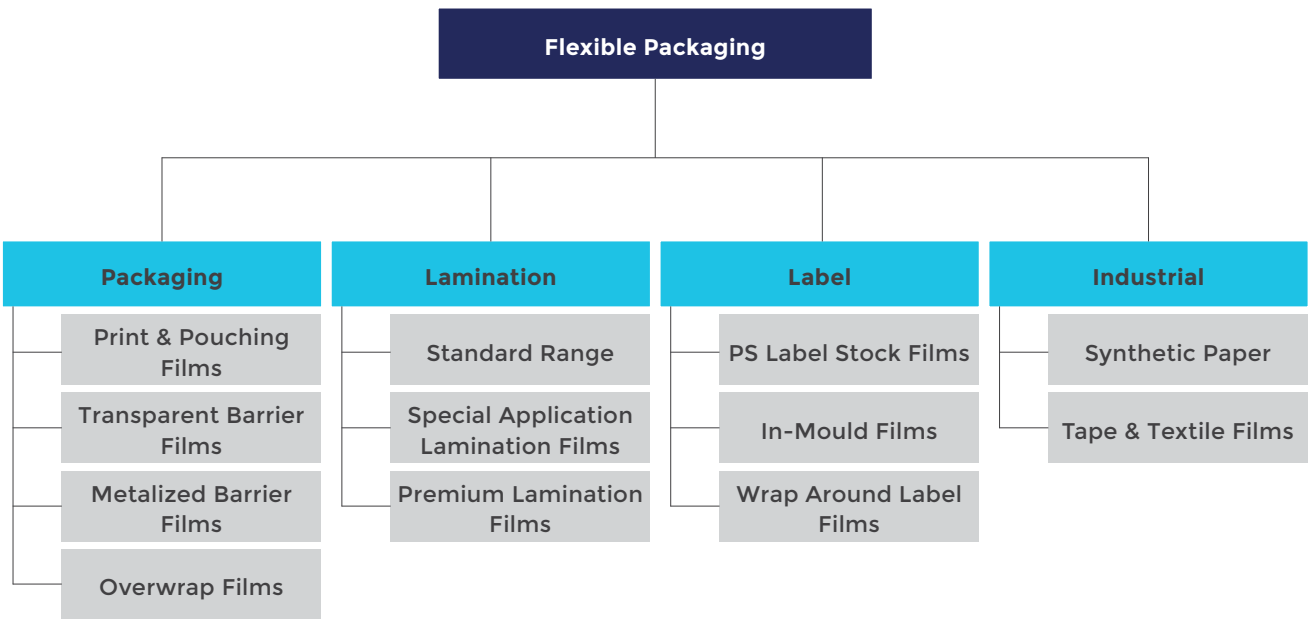 Flexible Packaging
Packaging
Print & Pouching
Films
Transparent Barrier
Films
Metalized Barrier
Films
Overwrap Films
Lamination
Standard Range
Special Application
Lamination Films
Premium Lamination
Films
Label
PS Label Stock Films
In-Mould Films
Wrap Around Label
Films
Industrial
Synthetic Paper
Tape & Textile Films